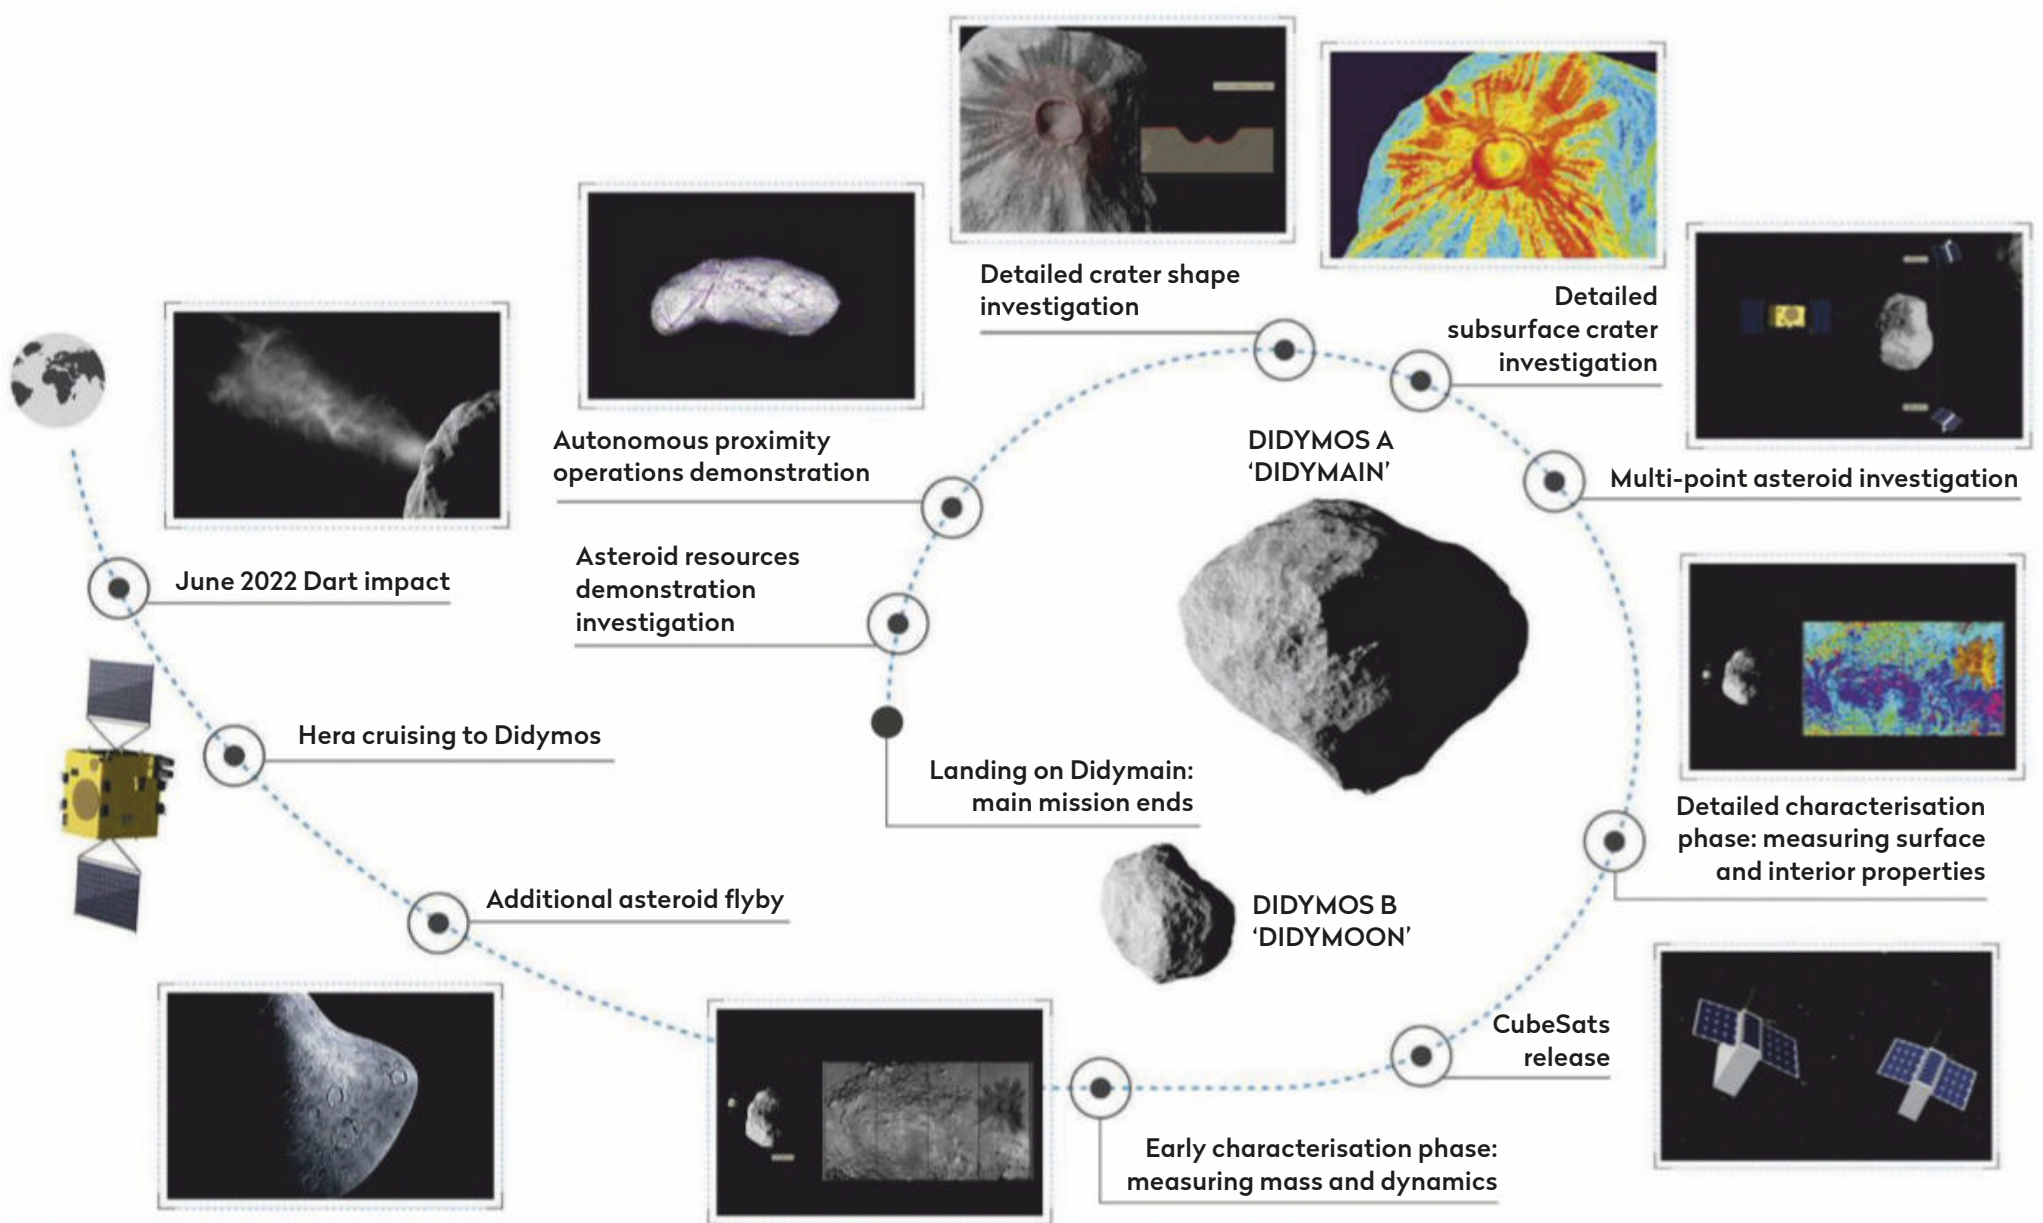 June 2022 Dart impact
Hera cruising to Didymos
Additional asteroid flyby
Early characterisation phase:
measuring mass and dynamics
CubeSats
release
Detailed characterisation
phase: measuring surface
and interior properties
Multi-point asteroid investigation
Detailed
subsurface crater
investigation
Detailed crater shape
investigation
Autonomous proximity
operations demonstration
Asteroid resources
demonstration
investigation
Landing on Didymain:
main mission ends
DIDYMOS A
‘DIDYMAIN’
DIDYMOS B
‘DIDYMOON’